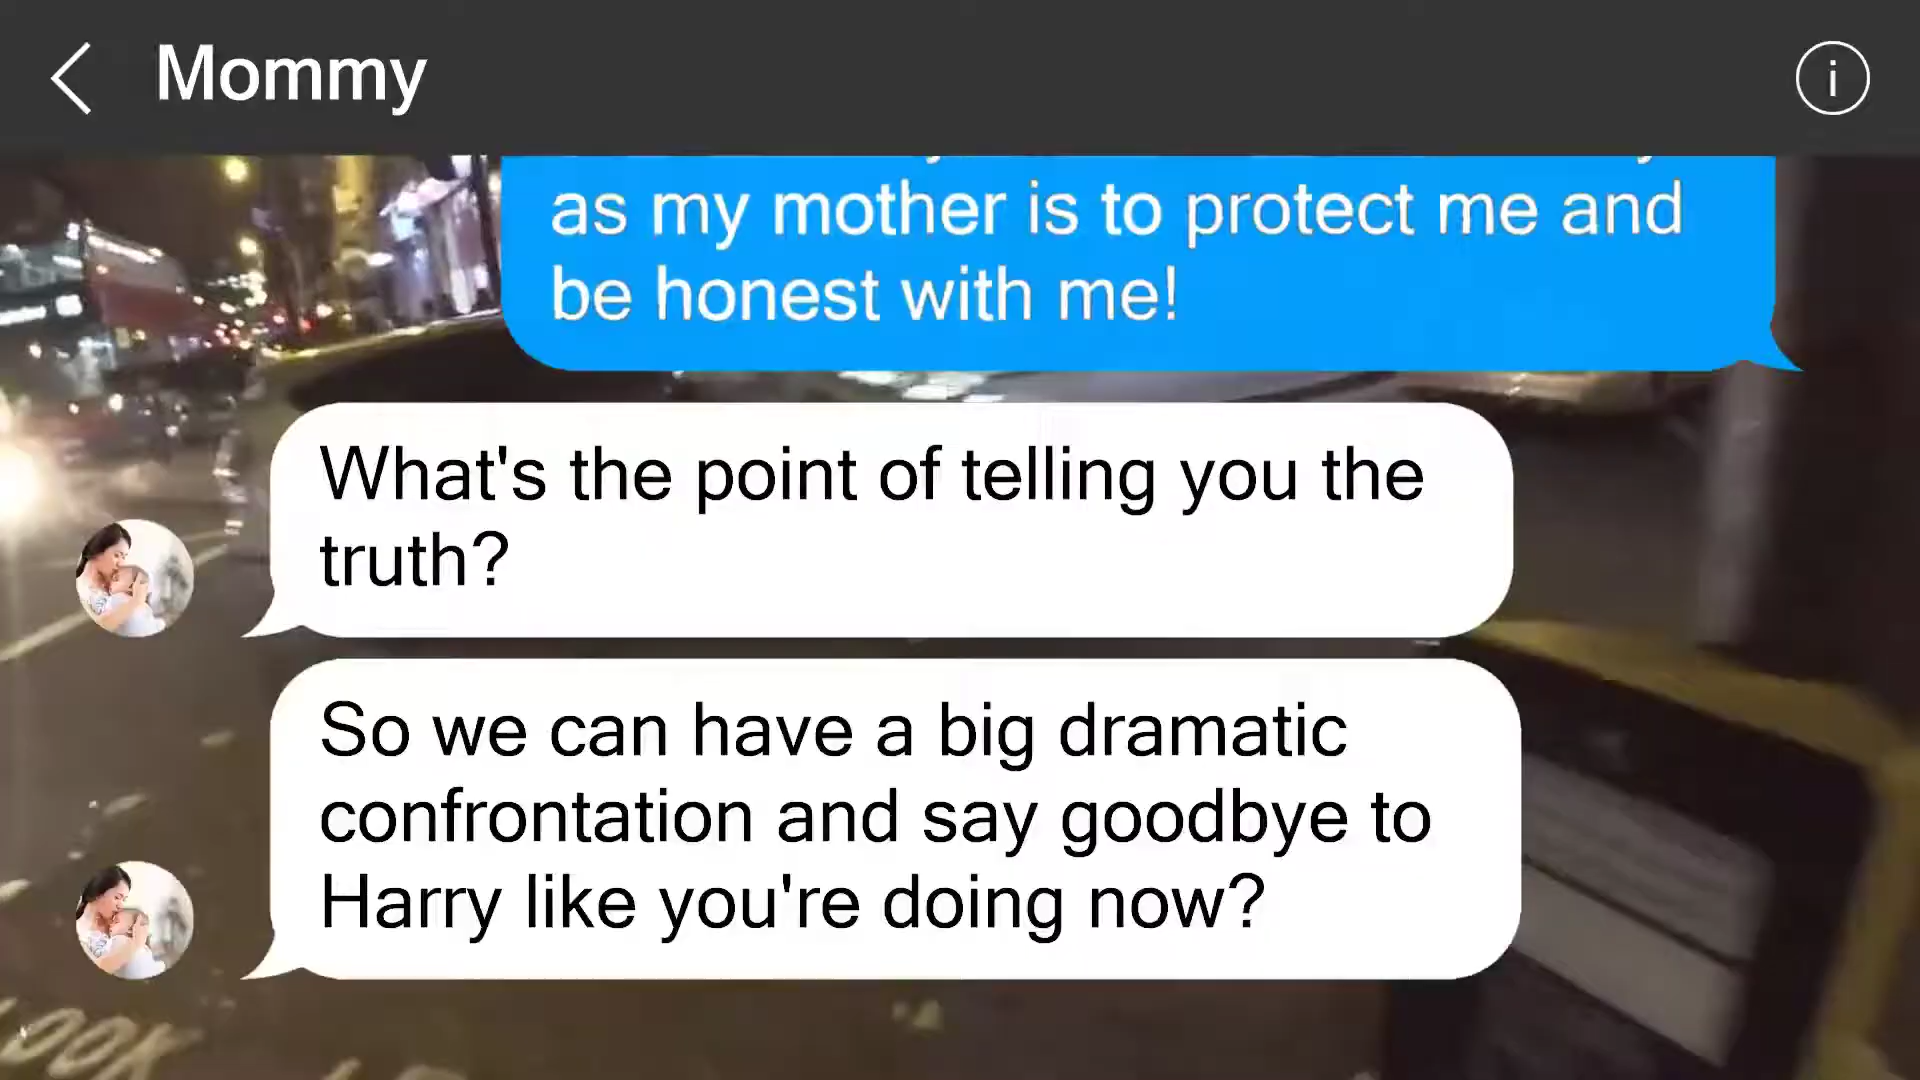 Mommy
i
as my mother is to protect me and
be honest with me!
What's the point of telling you the
truth?
So we can have a big dramatic
confrontation and say goodbye to
Harry like you're doing now?
LOOK